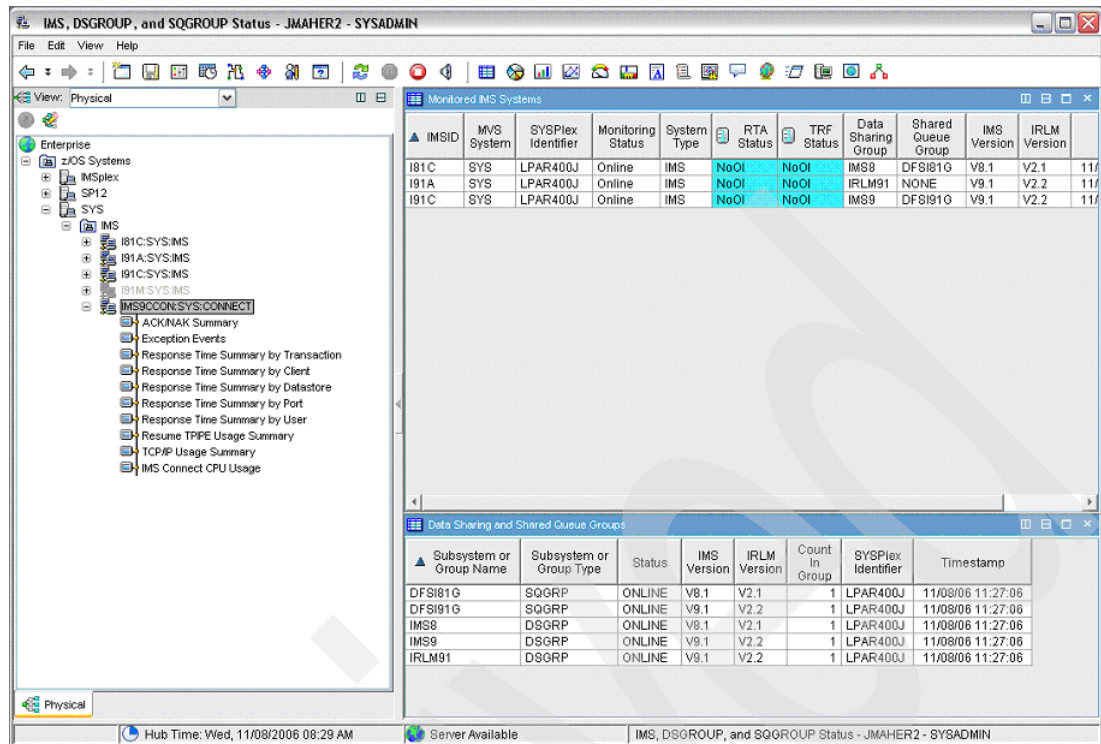 IMS, DSGROUP, and SQGROUP Status - JMAHER2 - SYSADMIN
File Edit View Help
View: Physical
Enterprise
z/OS Systems
IMSplex
SP12
SYS
IMS
I81C:SYS:IMS
I91A:SYS:IMS
I91C:SYS:IMS
I91M:SYS:IMS
IMS9CCON:SYS:CONNECT
ACK/NAK Summary
Exception Events
Response Time Summary by Transaction
Response Time Summary by Client
Response Time Summary by Datastore
Response Time Summary by Port
Response Time Summary by User
Resume TPIPE Usage Summary
TCP/IP Usage Summary
IMS Connect CPU Usage
Physical
Monitored IMS Systems
IMSID MVS System SYSPlex Identifier Monitoring Status System Type RTA Status TRF Status Data Sharing Group Shared Queue Group IMS Version IRLM Version
I81C SYS LPAR400J Online IMS NoOI NoOI IMS8 DFSI81G V8.1 V2.1 11/
I91A SYS LPAR400J Online IMS NoOI NoOI IRLM91 NONE V9.1 V2.2 11/
I91C SYS LPAR400J Online IMS NoOI NoOI IMS9 DFSI91G V9.1 V2.2 11/
Data Sharing and Shared Queue Groups
Subsystem or Group Name Subsystem or Group Type Status IMS Version IRLM Version Count In Group SYSPlex Identifier Timestamp
DFSI81G SQGRP ONLINE V8.1 V2.1 1 LPAR400J 11/08/06 11:27:06
DFSI91G SQGRP ONLINE V9.1 V2.2 1 LPAR400J 11/08/06 11:27:06
IMS8 DSGRP ONLINE V8.1 V2.1 1 LPAR400J 11/08/06 11:27:06
IMS9 DSGRP ONLINE V9.1 V2.2 1 LPAR400J 11/08/06 11:27:06
IRLM91 DSGRP ONLINE V9.1 V2.2 1 LPAR400J 11/08/06 11:27:06
Hub Time: Wed, 11/08/2006 08:29 AM Server Available IMS, DSGROUP, and SQGROUP Status - JMAHER2 - SYSADMIN